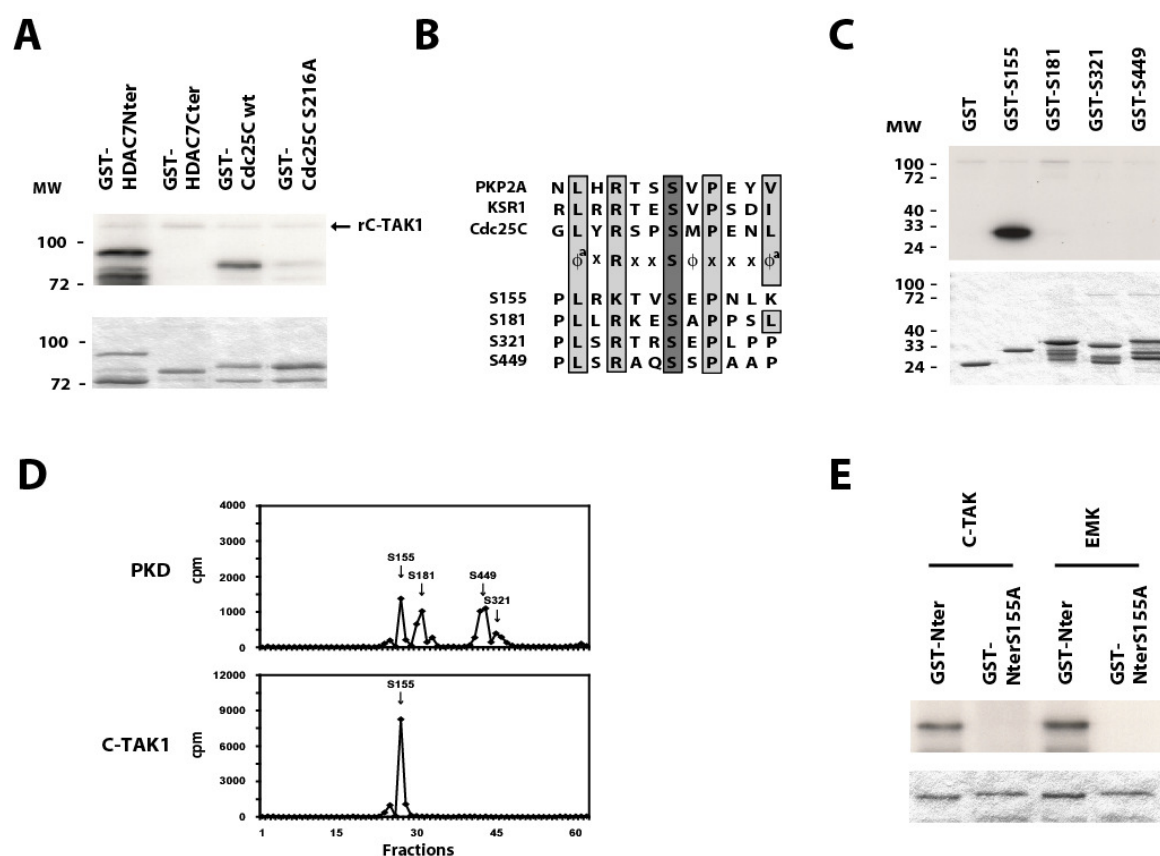 A
GST-
HDAC7Nter
GST-
HDAC7Cter
GST-
Cdc25C wt
GST-
Cdc25C S216A
MW
rC-TAK1
100 -
72 -
100 -
72 -
B
PKP2A N L H R T S S V P E Y V
KSR1 R L R R T E S V P S D I
Cdc25C G L Y R S P S M P E N L
ϕa x R x x S ϕ x x x ϕa
S155 P L R K T V S E P N L K
S181 P L L R K E S A P P S L
S321 P L S R T R S E P L P P
S449 P L S R A Q S S P A A P
C
GST
GST-S155
GST-S181
GST-S321
GST-S449
MW
100 -
72 -
40 -
33 -
24 -
100 -
72 -
40 -
33 -
24 -
D
PKD
cpm
4000
3000
2000
1000
0
S155
S181
S449
S321
C-TAK1
cpm
12000
9000
6000
3000
0
S155
1 15 30 45 60
Fractions
E
C-TAK
EMK
GST-Nter
GST-
NterS155A
GST-Nter
GST-
NterS155A